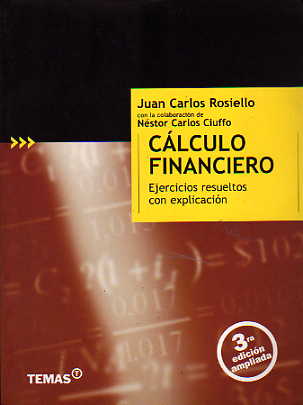 Juan Carlos Rosiello
con la colaboración de
Néstor Carlos Ciuffo
CÁLCULO
FINANCIERO
Ejercicios resueltos
con explicación
3ra
edición
ampliada
TEMAS